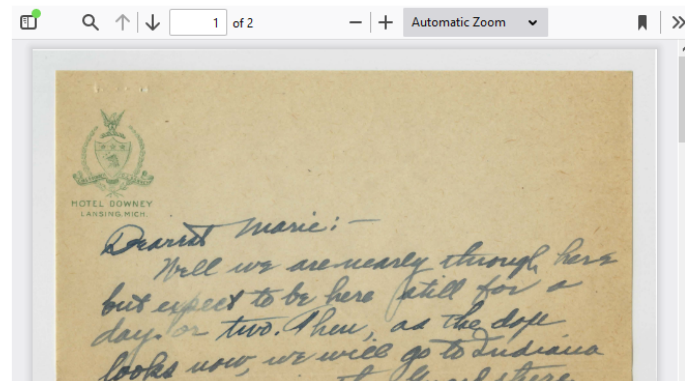 1 of 2 Automatic Zoom
HOTEL DOWNEY
LANSING, MICH.
Dearest Marie:-
Well we are nearly through here
but expect to be here still for a
day or two. Then, as the dope
looks now, we will go to Indiana